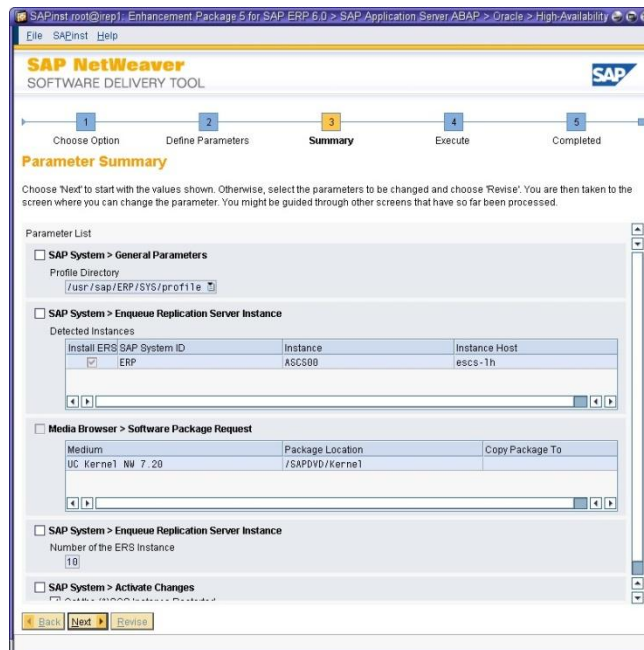 SAPinst root@jrep1: Enhancement Package 5 for SAP ERP 6.0 > SAP Application Server ABAP > Oracle > High-Availability
File SAPinst Help
SAP NetWeaver
SOFTWARE DELIVERY TOOL
SAP
1 2 3 4 5
Choose Option Define Parameters Summary Execute Completed
Parameter Summary
Choose 'Next' to start with the values shown. Otherwise, select the parameters to be changed and choose 'Revise'. You are then taken to the
screen where you can change the parameter. You might be guided through other screens that have so far been processed.
Parameter List
SAP System > General Parameters
Profile Directory
/usr/sap/ERP/SYS/profile
SAP System > Enqueue Replication Server Instance
Detected Instances
Install ERS SAP System ID Instance Instance Host
ERP ASCS00 escs-lh
Media Browser > Software Package Request
Medium Package Location Copy Package To
UC Kernel NW 7.20 /SAPDVD/Kernel
SAP System > Enqueue Replication Server Instance
Number of the ERS Instance
10
SAP System > Activate Changes
Back Next Revise